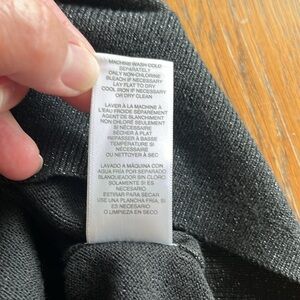 MACHINE WASH COLD
SEPARATELY
ONLY NON-CHLORINE
BLEACH IF NECESSARY
LAY FLAT TO DRY
COOL IRON IF NECESSARY
OR DRY CLEAN
LAVER À LA MACHINE À
L'EAU FROIDE SÉPARÉMENT
AGENT DE BLANCHIMENT
NON CHLORÉ SEULEMENT
SI NÉCESSAIRE
SÉCHER À PLAT
REPASSER À BASSE
TEMPÉRATURE SI
NÉCESSAIRE
OU NETTOYER À SEC
LAVADO A MÁQUINA CON
AGUA FRÍA POR SEPARADO
BLANQUEADOR SIN CLORO
SOLAMENTE SI ES
NECESARIO
ESTIRAR PARA SECAR
USE UNA PLANCHA FRÍA, SI
ES NECESARIO
O LIMPIEZA EN SECO